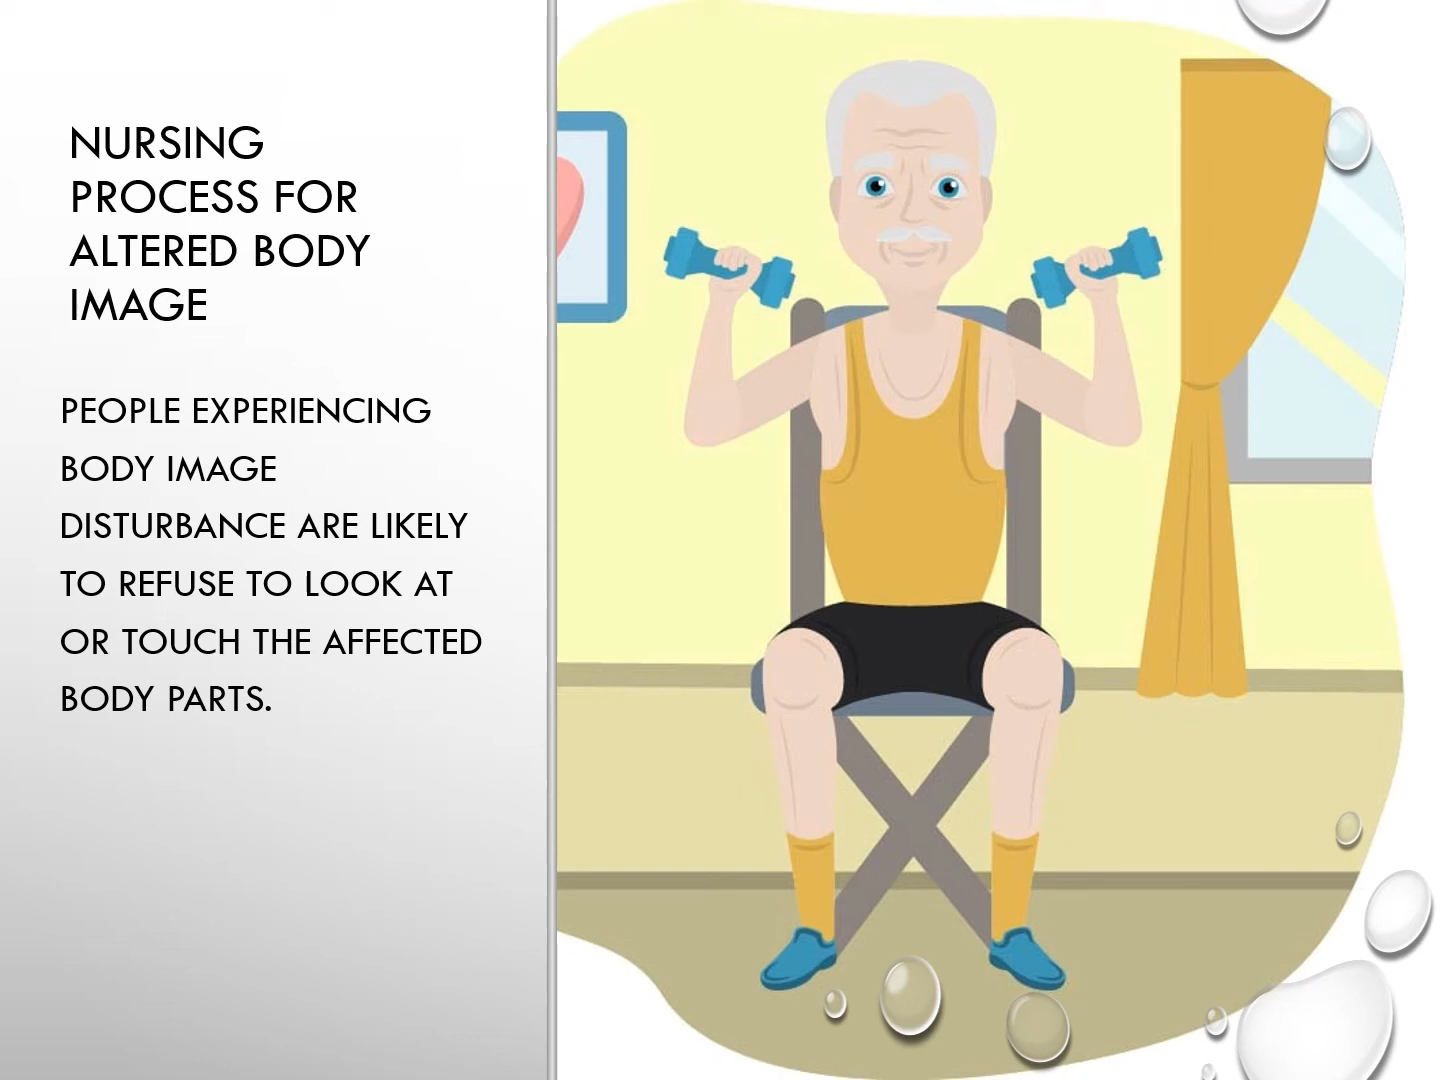 NURSING
PROCESS FOR
ALTERED BODY
IMAGE
PEOPLE EXPERIENCING
BODY IMAGE
DISTURBANCE ARE LIKELY
TO REFUSE TO LOOK AT
OR TOUCH THE AFFECTED
BODY PARTS.